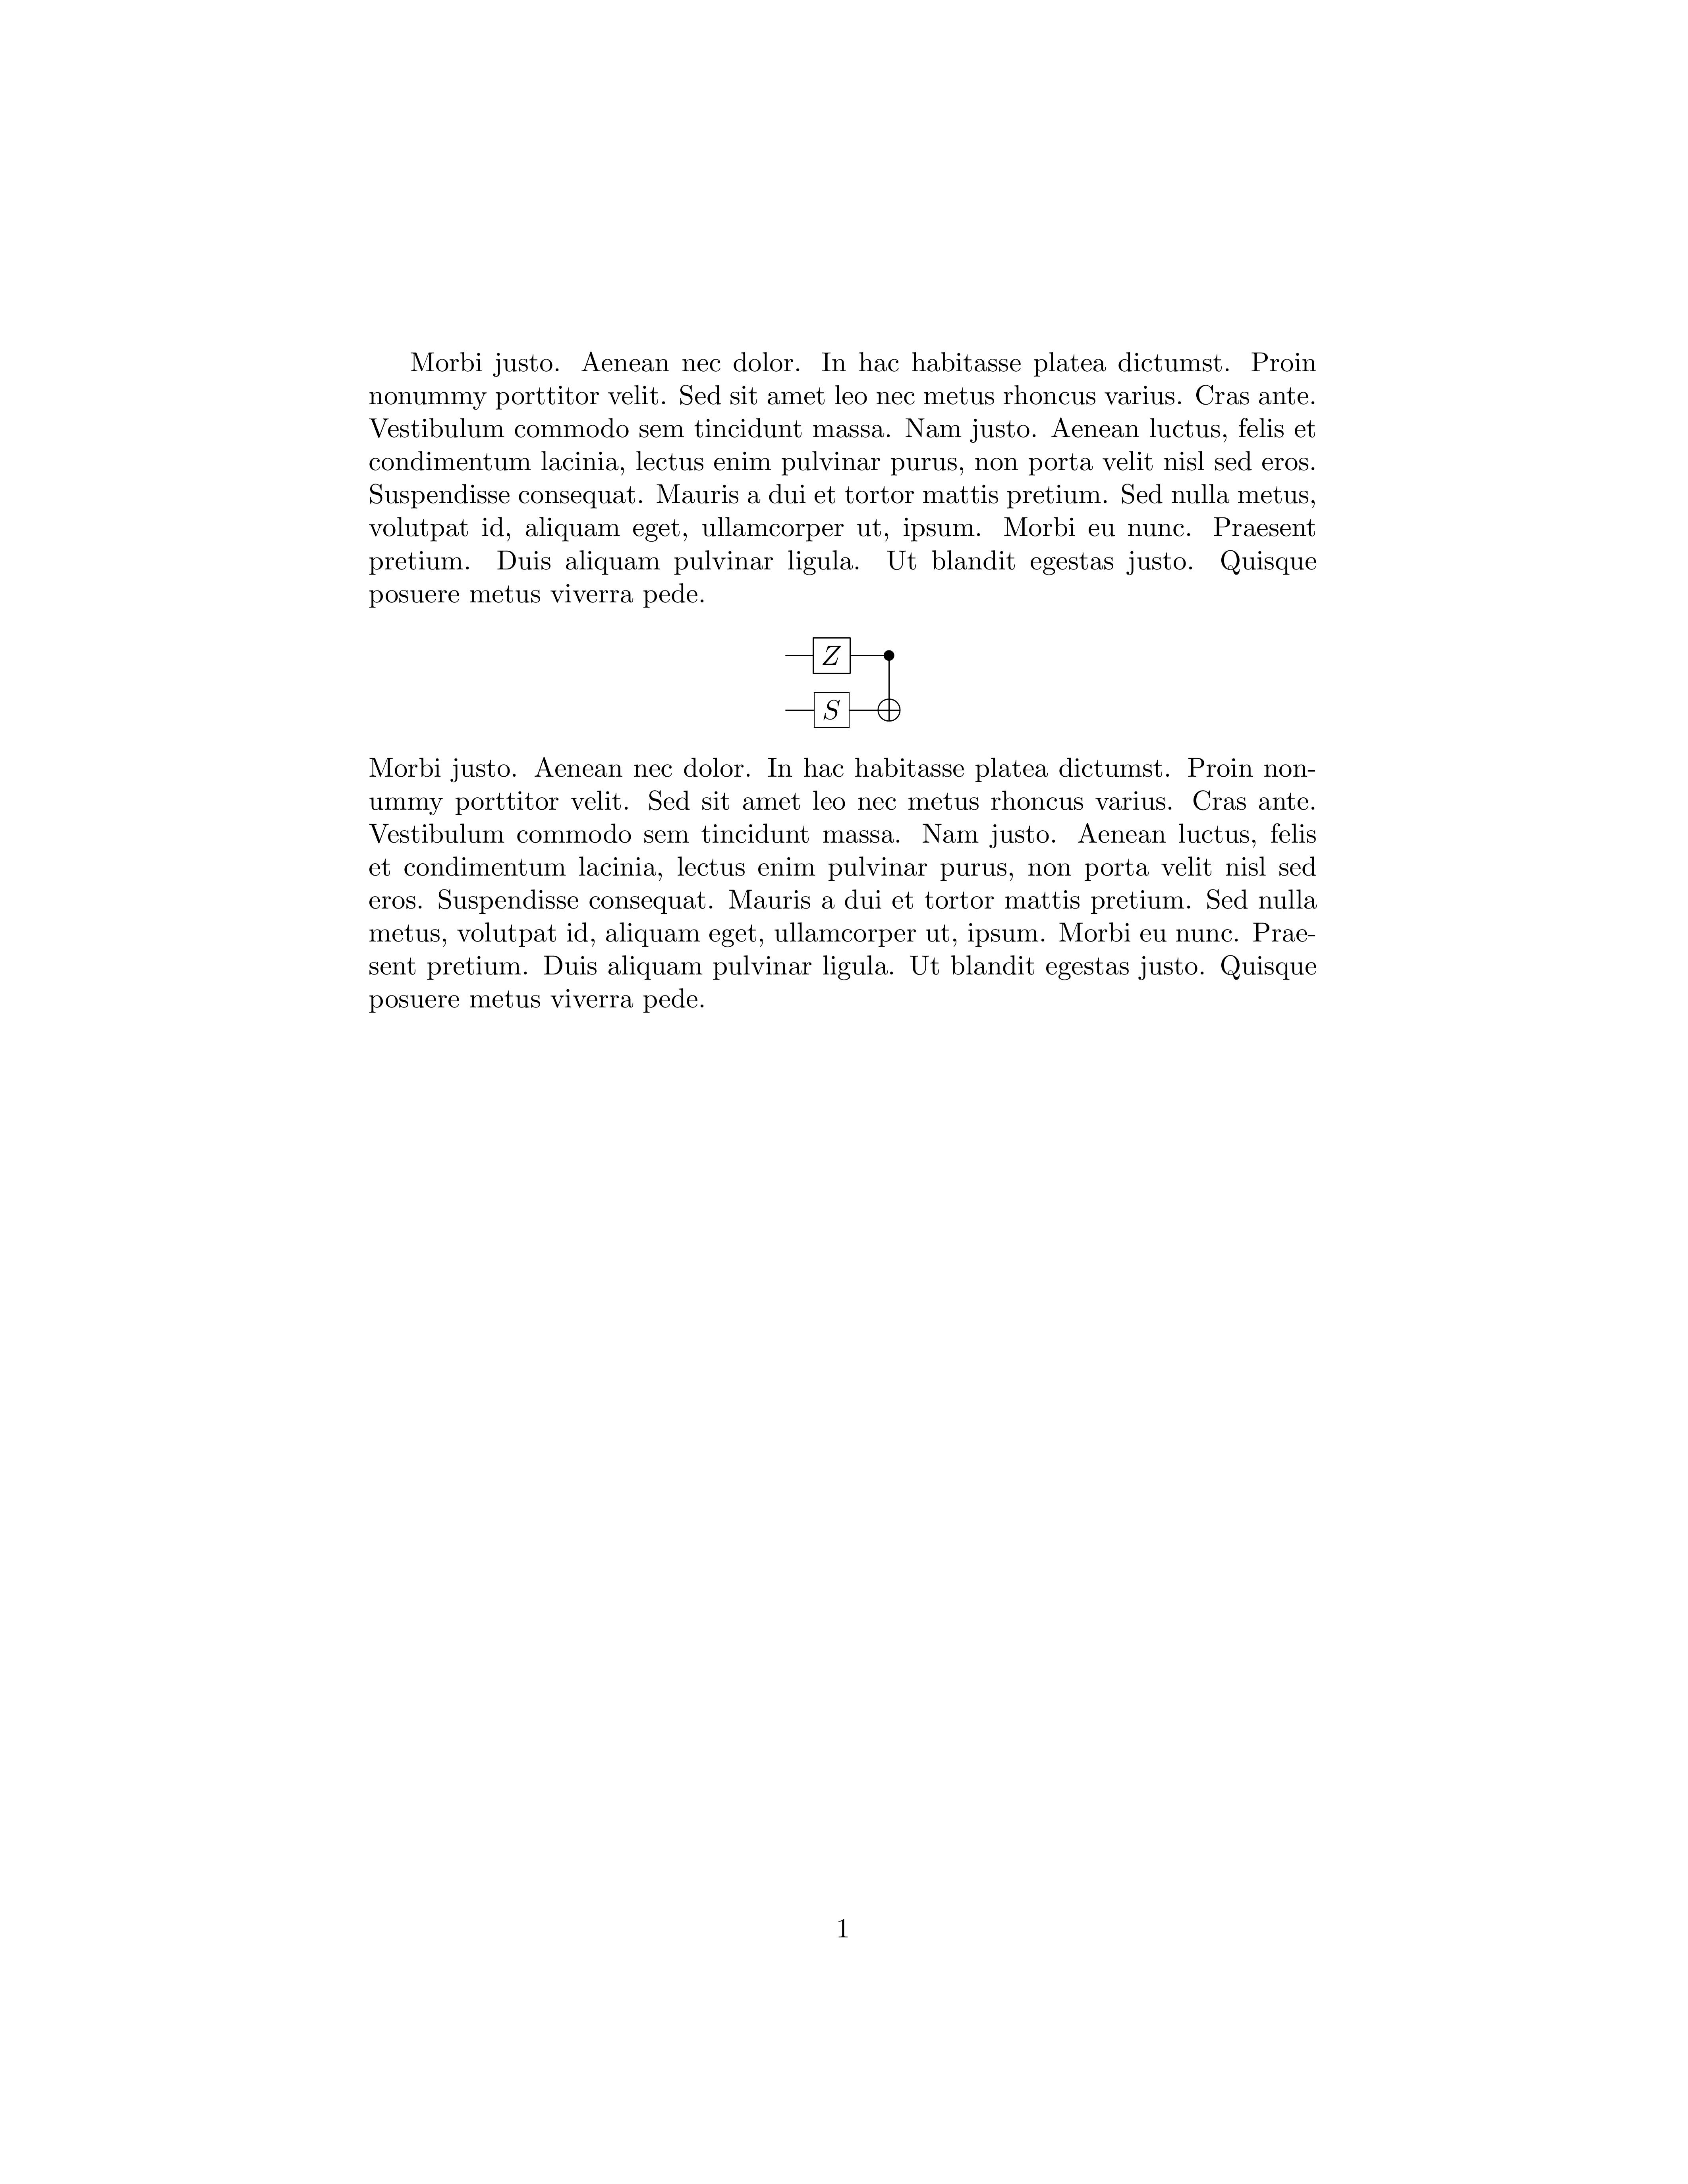 Morbi justo. Aenean nec dolor. In hac habitasse platea dictumst. Proin
nonummy porttitor velit. Sed sit amet leo nec metus rhoncus varius. Cras ante.
Vestibulum commodo sem tincidunt massa. Nam justo. Aenean luctus, felis et
condimentum lacinia, lectus enim pulvinar purus, non porta velit nisl sed eros.
Suspendisse consequat. Mauris a dui et tortor mattis pretium. Sed nulla metus,
volutpat id, aliquam eget, ullamcorper ut, ipsum. Morbi eu nunc. Praesent
pretium. Duis aliquam pulvinar ligula. Ut blandit egestas justo. Quisque
posuere metus viverra pede.
Z
S
Morbi justo. Aenean nec dolor. In hac habitasse platea dictumst. Proin non-
ummy porttitor velit. Sed sit amet leo nec metus rhoncus varius. Cras ante.
Vestibulum commodo sem tincidunt massa. Nam justo. Aenean luctus, felis
et condimentum lacinia, lectus enim pulvinar purus, non porta velit nisl sed
eros. Suspendisse consequat. Mauris a dui et tortor mattis pretium. Sed nulla
metus, volutpat id, aliquam eget, ullamcorper ut, ipsum. Morbi eu nunc. Prae-
sent pretium. Duis aliquam pulvinar ligula. Ut blandit egestas justo. Quisque
posuere metus viverra pede.
1